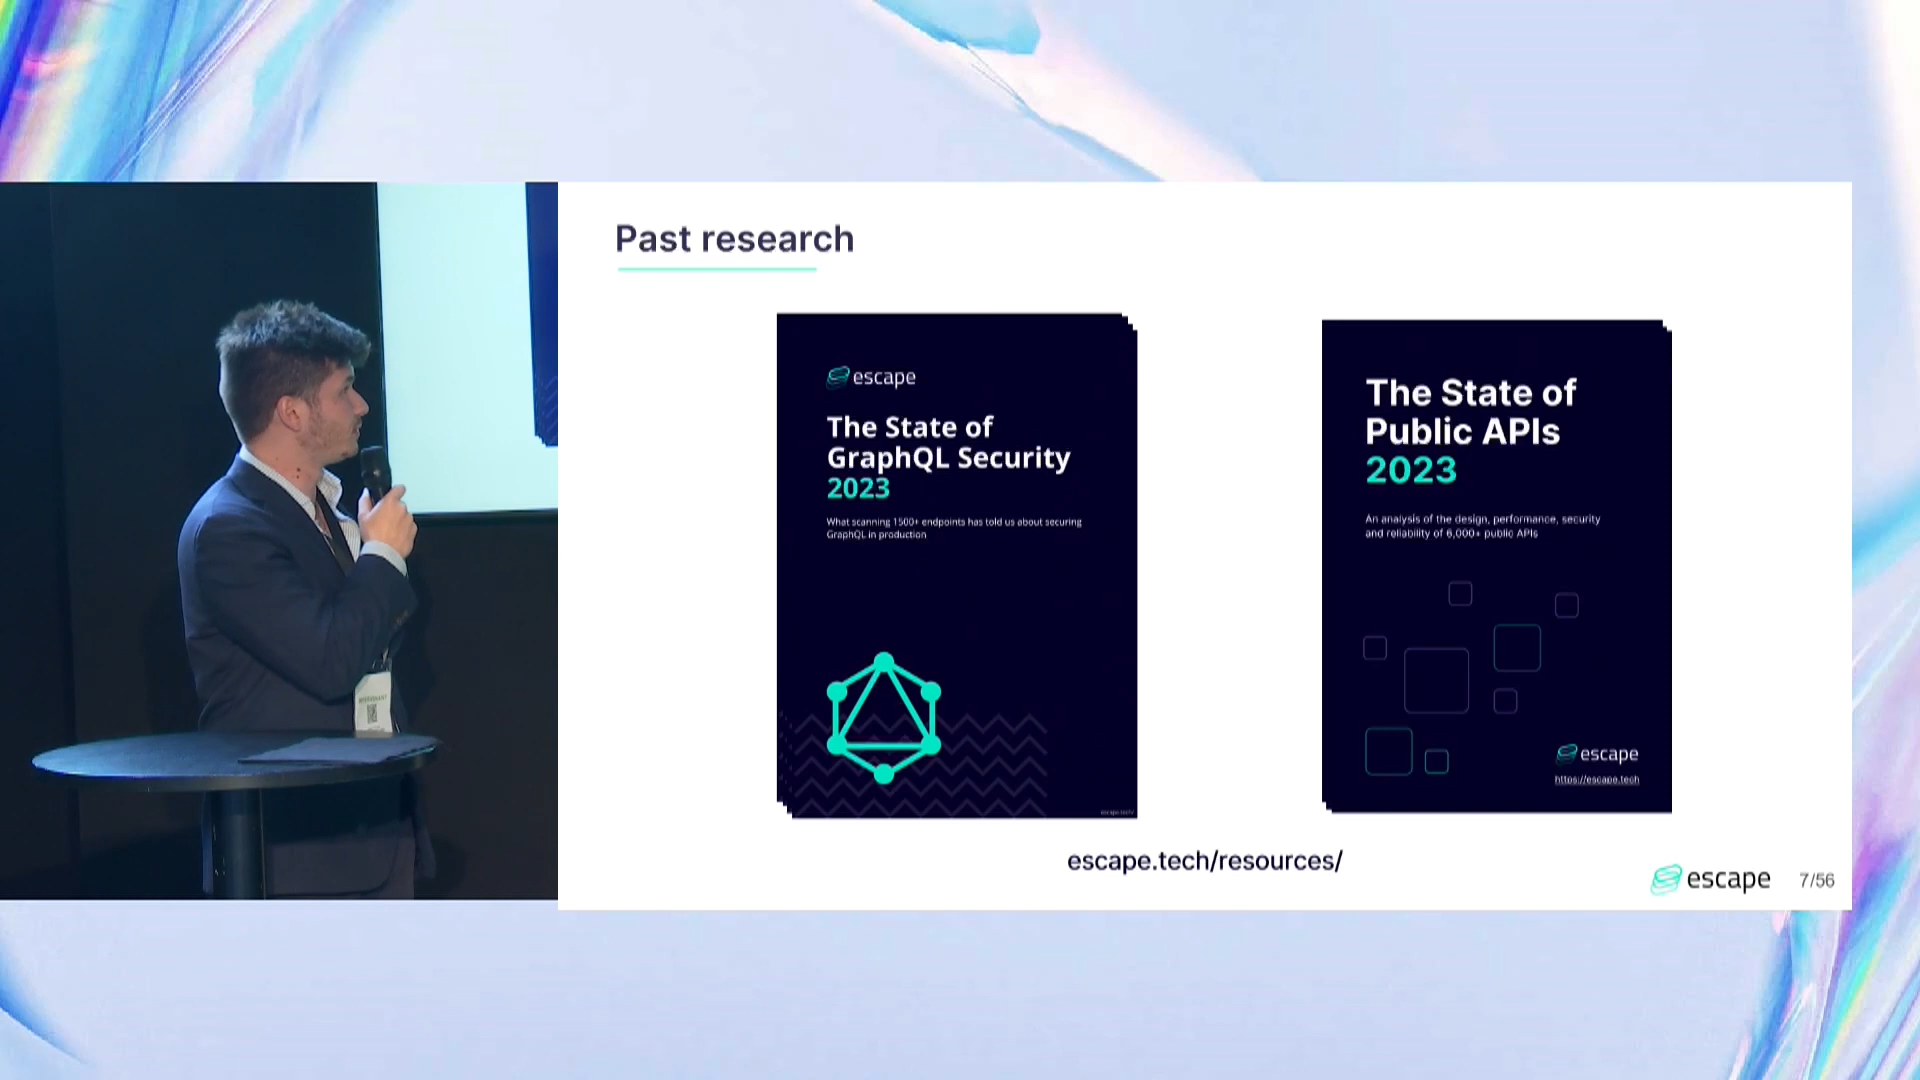 Past research
escape
The State of
GraphQL Security
2023
What scanning 1500+ endpoints has told us about securing
GraphQL in production
The State of
Public APIs
2023
An analysis of the design, performance, security
and reliability of 6,000+ public APIs
escape
https://escape.tech
escape.tech/resources/
escape
7/56